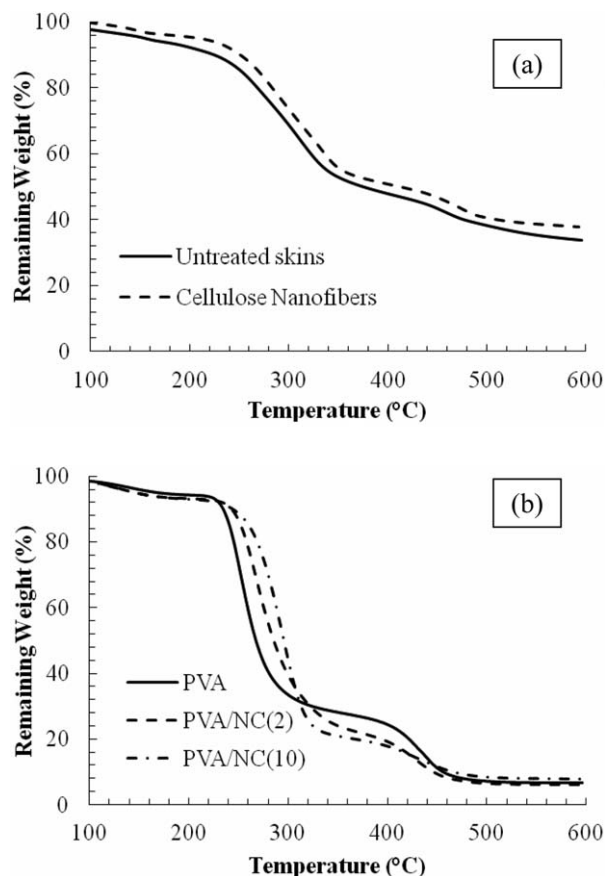 100
(a)
80
60
40
20
0
Remaining Weight (%)
Untreated skins
Cellulose Nanofibers
100 200 300 400 500 600
Temperature (°C)
100
(b)
80
60
40
20
0
Remaining Weight (%)
PVA
PVA/NC(2)
PVA/NC(10)
100 200 300 400 500 600
Temperature (°C)